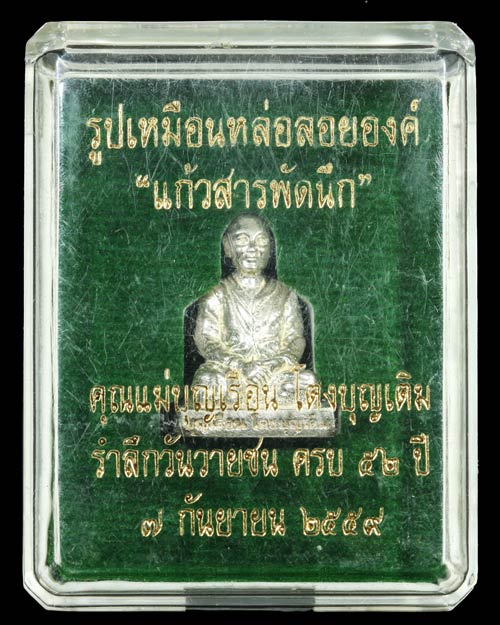 รูปเหมือนหล่อลอยองค์
“แก้วสารพัดนึก”
คุณแม่บุญเรือน โตงบุญเติม
รำลึกวันวายชน ครบ ๕๒ ปี
๗ กันยายน ๒๕๕๙